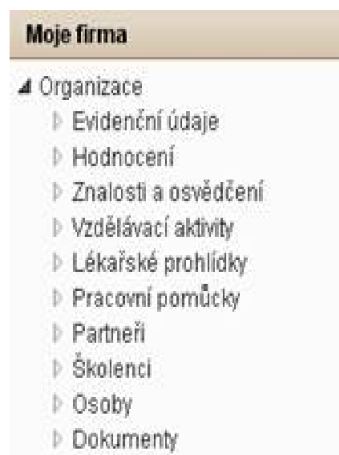 Moje firma
Organizace
Evidenční údaje
Hodnocení
Znalosti a osvědčení
Vzdělávací aktivity
Lékařské prohlídky
Pracovní pomůcky
Partneři
Školenci
Osoby
Dokumenty